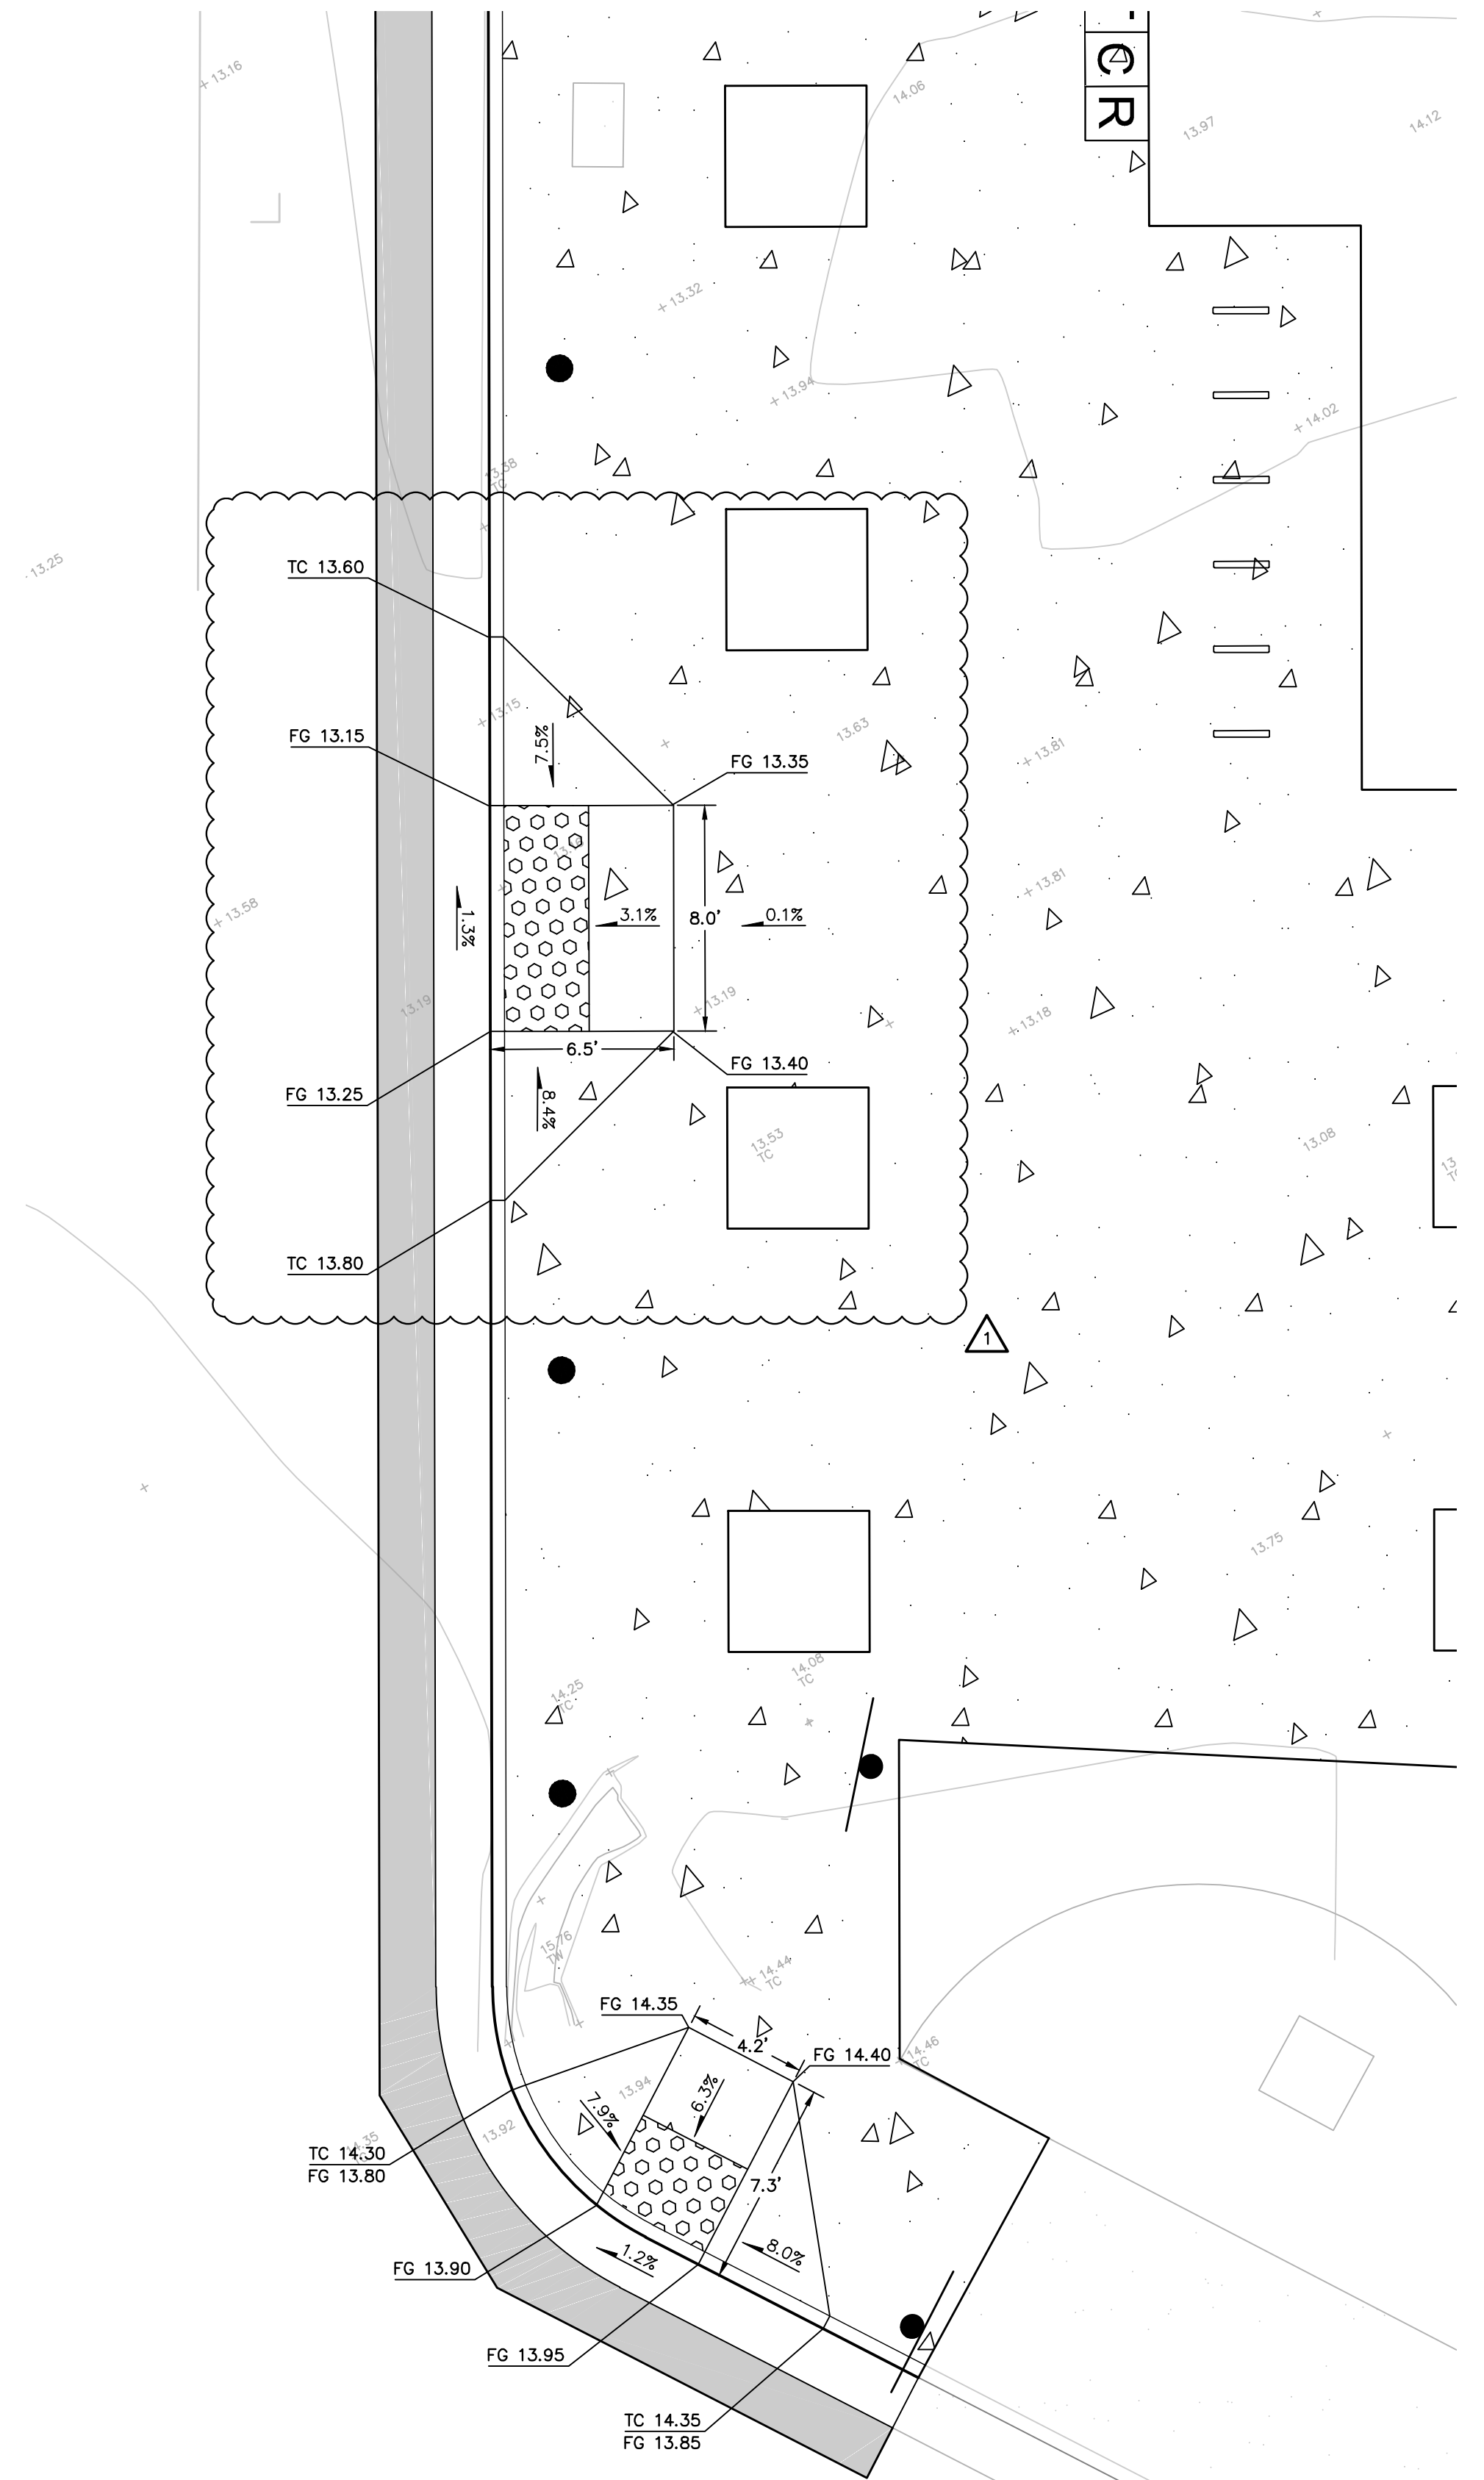 C
R
+ 13.16
14.06
13.97
14.12
+ 13.32
+ 13.94
+ 14.02
13.38
TC
13.25
TC 13.60
+ 13.15
13.63
+ 13.81
FG 13.15
7.5%
FG 13.35
+ 13.81
+ 13.58
1.3%
3.1%
8.0'
0.1%
13.19
+ 13.19
+ 13.18
6.5'
FG 13.40
FG 13.25
8.4%
13.53
TC
13.08
TC 13.80
1
13.75
14.25
TC
14.08
TC
15.76
TW
+ 14.44
TC
FG 14.35
4.2'
FG 14.40
14.46
TC
13.94
7.9%
6.3%
13.92
14.35
TC 14.30
FG 13.80
7.3'
8.0%
1.2%
FG 13.90
FG 13.95
TC 14.35
FG 13.85